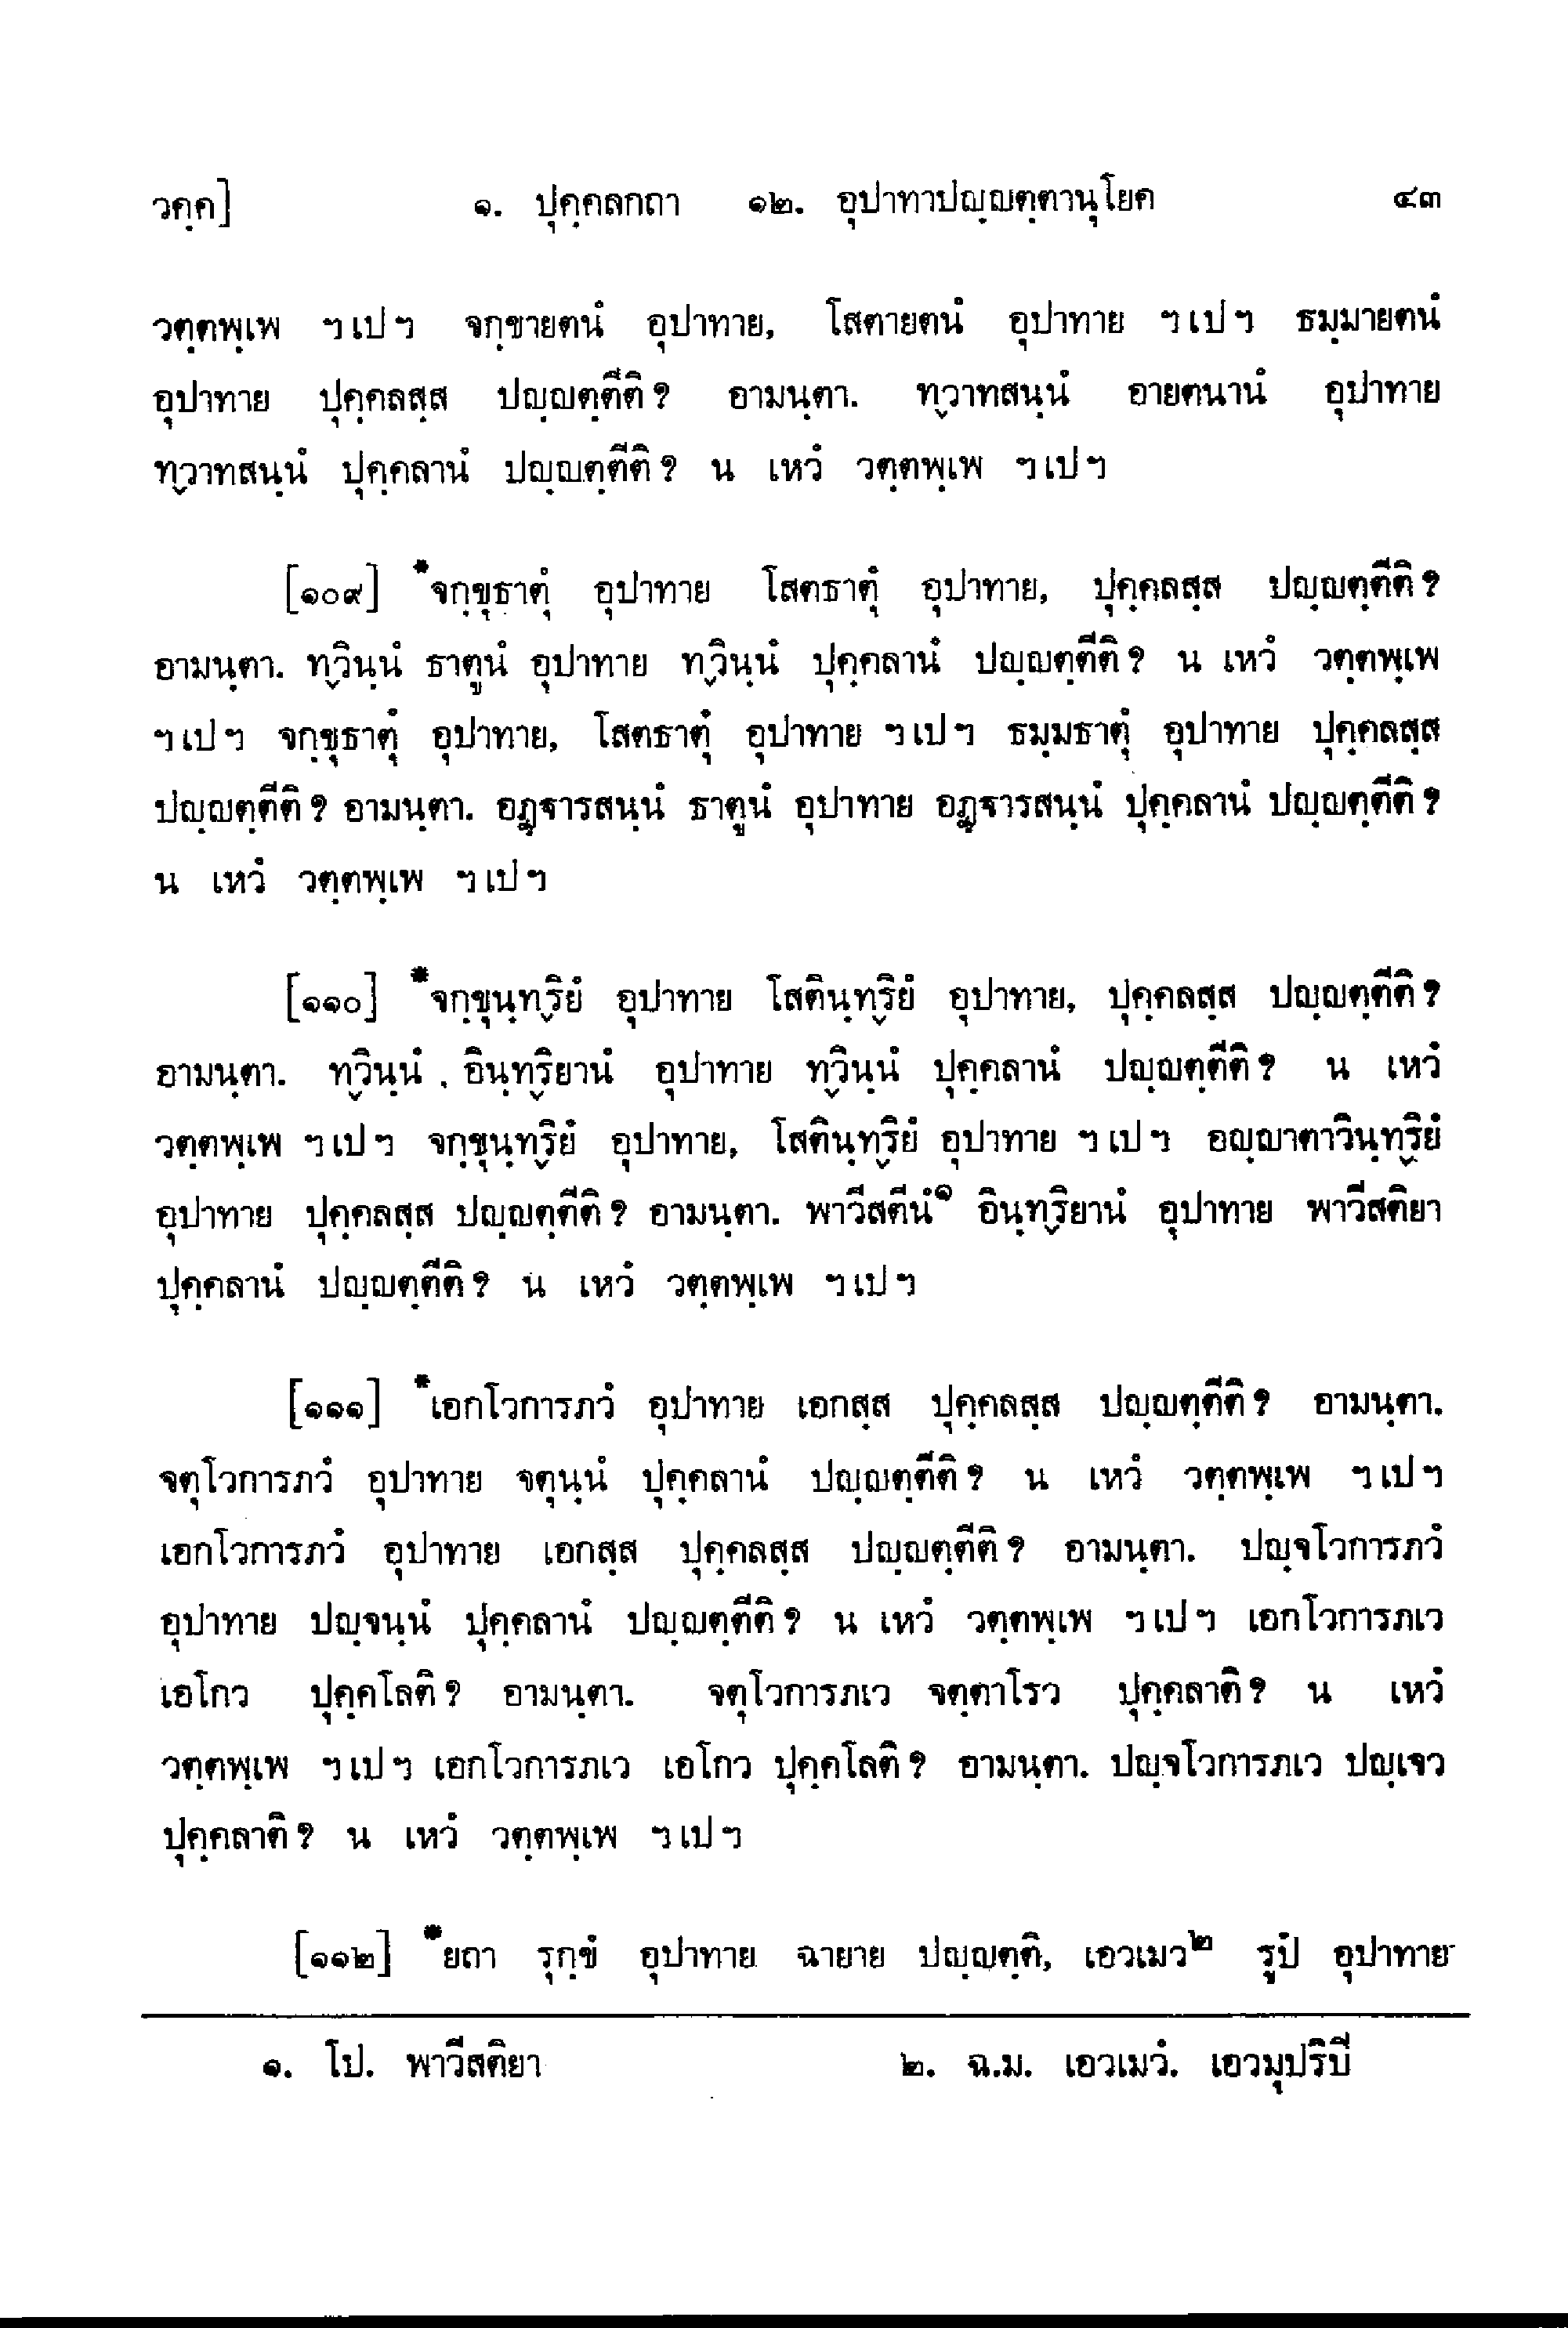 วคฺค]	๑. ปุคฺคลกถา ๑๒. อุปาทาปญฺญตฺตานุโยค	๔๓
วตฺตพฺเพ ฯเปฯ จกฺขายตนํ อุปาทาย, โสตายตนํ อุปาทาย ฯเปฯ ธมฺมายตนํ
อุปาทาย ปุคฺคลสฺส ปญฺญตฺตีติ? อามนฺตา. ทฺวาทสนฺนํ อายตนานํ อุปาทาย
ทฺวาทสนฺนํ ปุคฺคลานํ ปญฺญตฺตีติ? น เหวํ วตฺตพฺเพ ฯเปฯ
[๑๐๙] *จกฺขุธาตุํ อุปาทาย โสตธาตุํ อุปาทาย, ปุคฺคลสฺส ปญฺญตฺตีติ?
อามนฺตา. ทฺวินฺนํ ธาตูนํ อุปาทาย ทฺวินฺนํ ปุคฺคลานํ ปญฺญตฺตีติ? น เหวํ วตฺตพฺเพ
ฯเปฯ จกฺขุธาตุํ อุปาทาย, โสตธาตุํ อุปาทาย ฯเปฯ ธมฺมธาตุํ อุปาทาย ปุคฺคลสฺส
ปญฺญตฺตีติ? อามนฺตา. อฏฺฐารสนฺนํ ธาตูนํ อุปาทาย อฏฺฐารสนฺนํ ปุคฺคลานํ ปญฺญตฺตีติ?
น เหวํ วตฺตพฺเพ ฯเปฯ
[๑๑๐] *จกฺขุนฺทฺริยํ อุปาทาย โสตินฺทฺริยํ อุปาทาย, ปุคฺคลสฺส ปญฺญตฺตีติ?
อามนฺตา. ทฺวินฺนํ อินฺทฺริยานํ อุปาทาย ทฺวินฺนํ ปุคฺคลานํ ปญฺญตฺตีติ? น เหวํ
วตฺตพฺเพ ฯเปฯ จกฺขุนฺทฺริยํ อุปาทาย, โสตินฺทฺริยํ อุปาทาย ฯเปฯ อญฺญาตาวินฺทฺริยํ
อุปาทาย ปุคฺคลสฺส ปญฺญตฺตีติ? อามนฺตา. พาวีสตีนํ๑ อินฺทฺริยานํ อุปาทาย พาวีสติยา
ปุคฺคลานํ ปญฺญตฺตีติ? น เหวํ วตฺตพฺเพ ฯเปฯ
[๑๑๑] *เอกโวการภวํ อุปาทาย เอกสฺส ปุคฺคลสฺส ปญฺญตฺตีติ? อามนฺตา.
จตุโวการภวํ อุปาทาย จตุนฺนํ ปุคฺคลานํ ปญฺญตฺตีติ? น เหวํ วตฺตพฺเพ ฯเปฯ
เอกโวการภวํ อุปาทาย เอกสฺส ปุคฺคลสฺส ปญฺญตฺตีติ? อามนฺตา. ปญฺจโวการภวํ
อุปาทาย ปญฺจนฺนํ ปุคฺคลานํ ปญฺญตฺตีติ? น เหวํ วตฺตพฺเพ ฯเปฯ เอกโวการภเว
เอโกว ปุคฺคโลติ? อามนฺตา. จตุโวการภเว จตฺตาโรว ปุคฺคลาติ? น เหวํ
วตฺตพฺเพ ฯเปฯ เอกโวการภเว เอโกว ปุคฺคโลติ? อามนฺตา. ปญฺจโวการภเว ปญฺเจว
ปุคฺคลาติ? น เหวํ วตฺตพฺเพ ฯเปฯ
[๑๑๒] *ยถา รุกฺขํ อุปาทาย ฉายาย ปญฺญตฺติ, เอวเมว๒ รูปํ อุปาทาย
๑. โป. พาวีสติยา	๒. ฉ.ม. เอวเมวํ. เอวมุปริปี